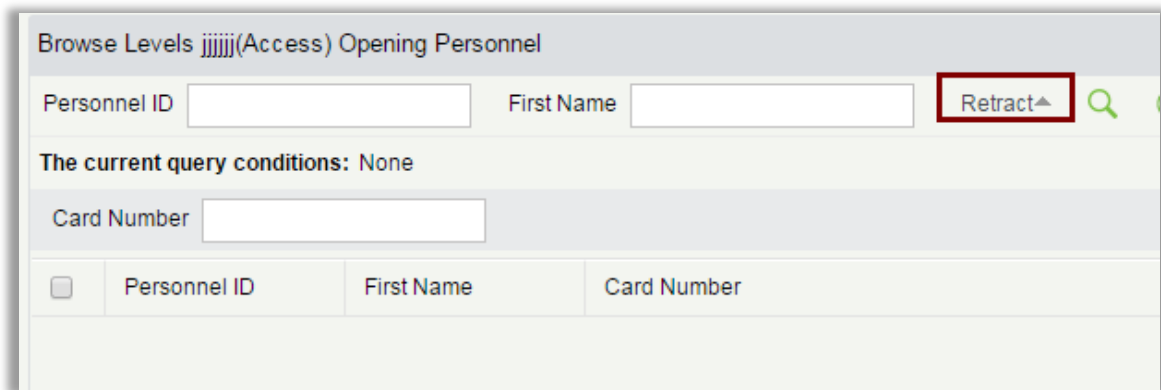 Browse Levels jjjjjj(Access) Opening Personnel
Personnel ID First Name Retract
The current query conditions: None
Card Number
Personnel ID First Name Card Number